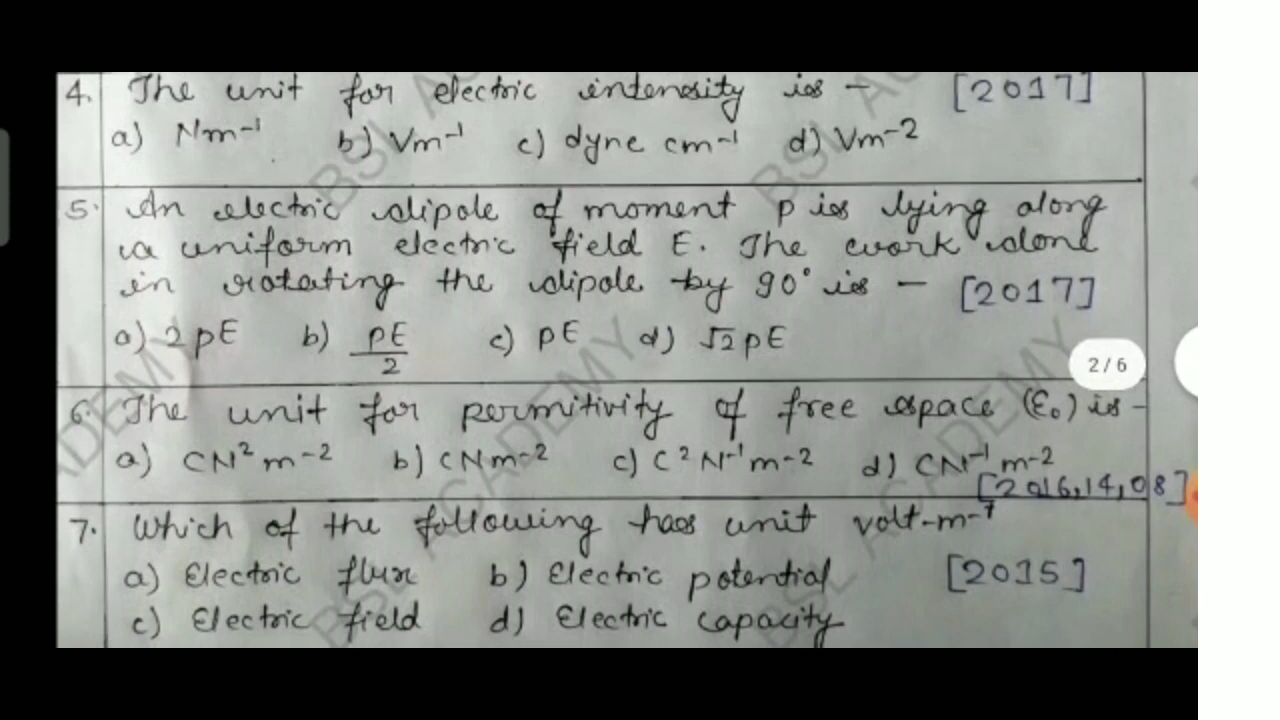 4. The unit for electric intensity is - [2017]
a) Nm⁻¹ b) Vm⁻¹ c) dyne cm⁻¹ d) Vm⁻²
5. An electric dipole of moment p is lying along
a uniform electric field E. The work done
in rotating the dipole by 90° is - [2017]
a) 2pE b) pE/2 c) pE d) √2pE
2/6
6. The unit for permitivity of free space (ε₀) is -
a) CN²m⁻² b) CNm⁻² c) C²N⁻¹m⁻² d) CN⁻¹m⁻²
[2016,14,08]
7. Which of the following has unit volt-m⁻¹
a) Electric flux b) Electric potential [2015]
c) Electric field d) Electric capacity
BSL ACADEMY